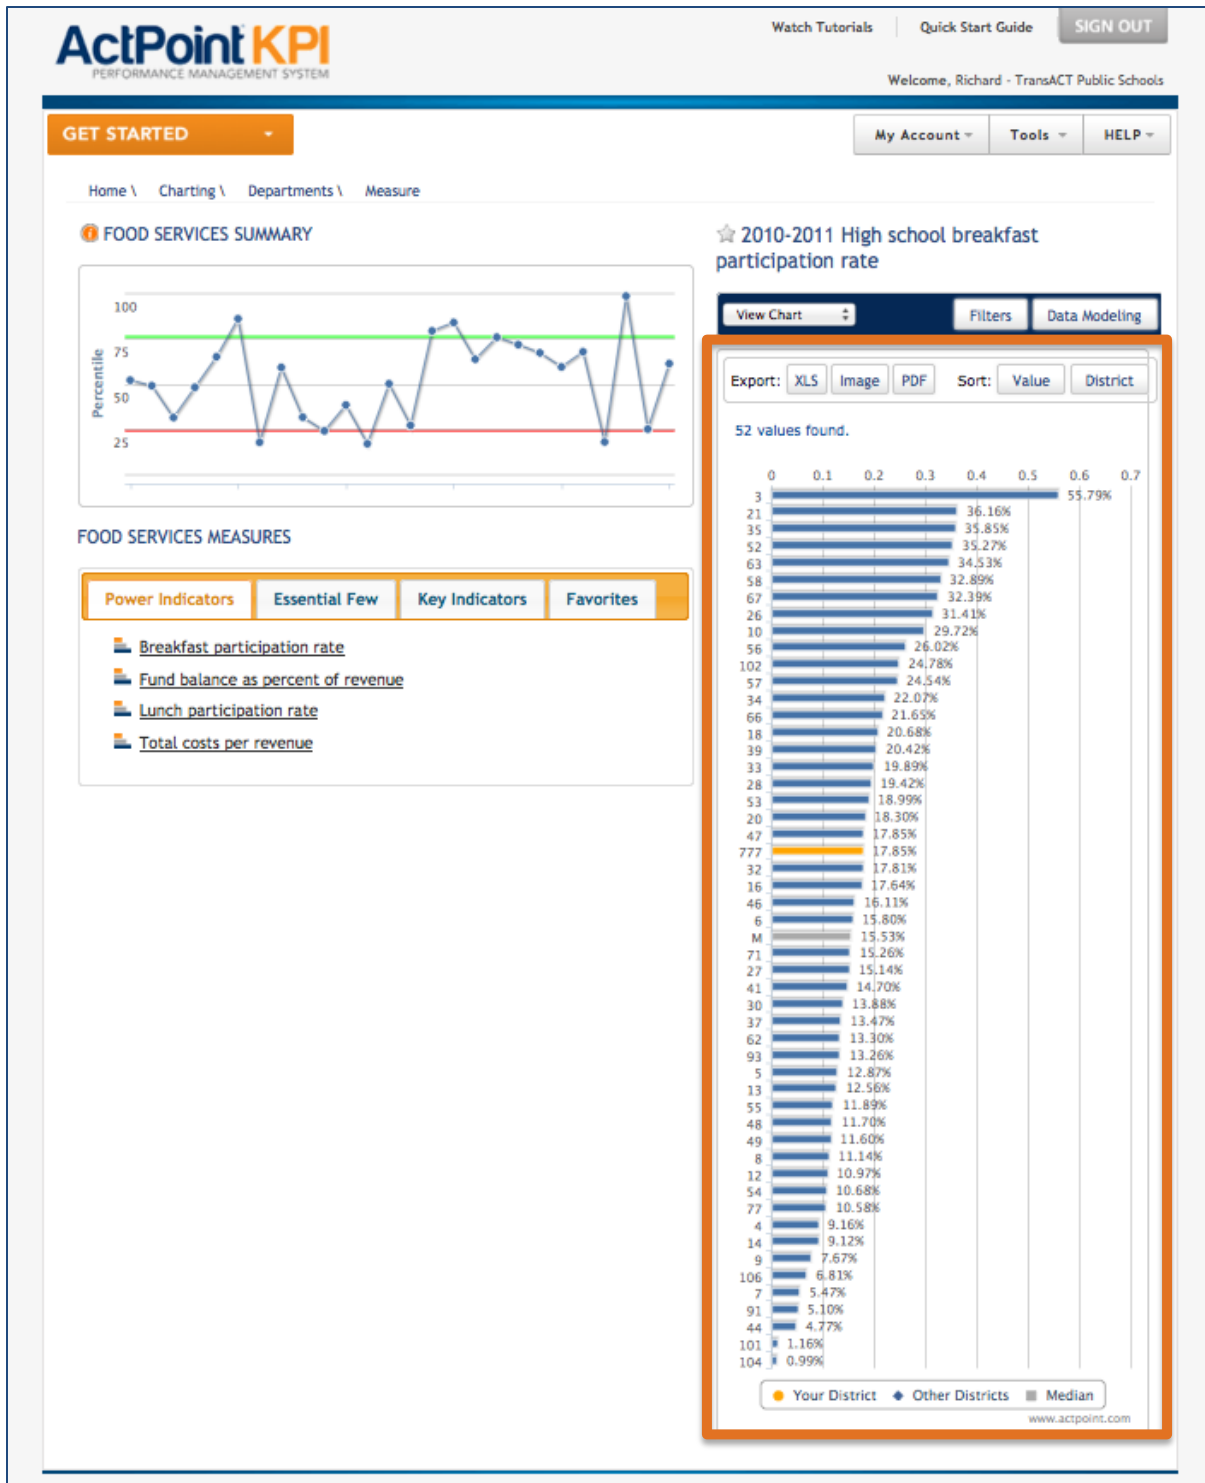 ActPoint KPI
PERFORMANCE MANAGEMENT SYSTEM
Watch Tutorials Quick Start Guide SIGN OUT
Welcome, Richard - TransACT Public Schools
GET STARTED My Account Tools HELP
Home \ Charting \ Departments \ Measure
FOOD SERVICES SUMMARY
100
75
50
25
Percentile
FOOD SERVICES MEASURES
Power Indicators Essential Few Key Indicators Favorites
Breakfast participation rate
Fund balance as percent of revenue
Lunch participation rate
Total costs per revenue
2010-2011 High school breakfast
participation rate
View Chart Filters Data Modeling
Export: XLS Image PDF Sort: Value District
52 values found.
0 0.1 0.2 0.3 0.4 0.5 0.6 0.7
3 55.79%
21 36.16%
35 35.85%
52 35.27%
63 34.53%
58 32.89%
67 32.39%
26 31.41%
10 29.72%
56 26.02%
102 24.78%
57 24.54%
34 22.07%
66 21.65%
18 20.68%
39 20.42%
33 19.89%
28 19.42%
53 18.99%
20 18.30%
47 17.85%
777 17.85%
32 17.81%
16 17.64%
46 16.11%
6 15.80%
M 15.53%
71 15.26%
27 15.14%
41 14.70%
30 13.88%
37 13.47%
62 13.30%
93 13.26%
5 12.87%
13 12.56%
55 11.89%
48 11.70%
49 11.60%
8 11.14%
12 10.97%
54 10.68%
77 10.58%
4 9.16%
14 9.12%
9 7.67%
106 6.81%
7 5.47%
91 5.10%
44 4.77%
101 1.16%
104 0.99%
Your District Other Districts Median
www.actpoint.com